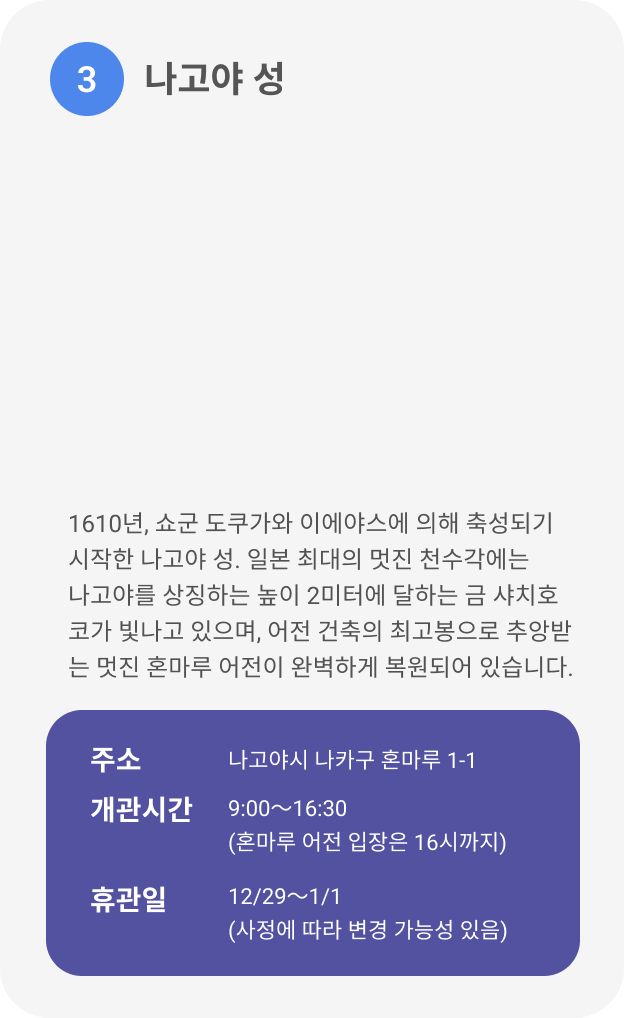 3 나고야 성
1610년, 쇼군 도쿠가와 이에야스에 의해 축성되기
시작한 나고야 성. 일본 최대의 멋진 천수각에는
나고야를 상징하는 높이 2미터에 달하는 금 샤치호
코가 빛나고 있으며, 어전 건축의 최고봉으로 추앙받
는 멋진 혼마루 어전이 완벽하게 복원되어 있습니다.
주소 나고야시 나카구 혼마루 1-1
개관시간 9:00～16:30
(혼마루 어전 입장은 16시까지)
휴관일 12/29～1/1
(사정에 따라 변경 가능성 있음)